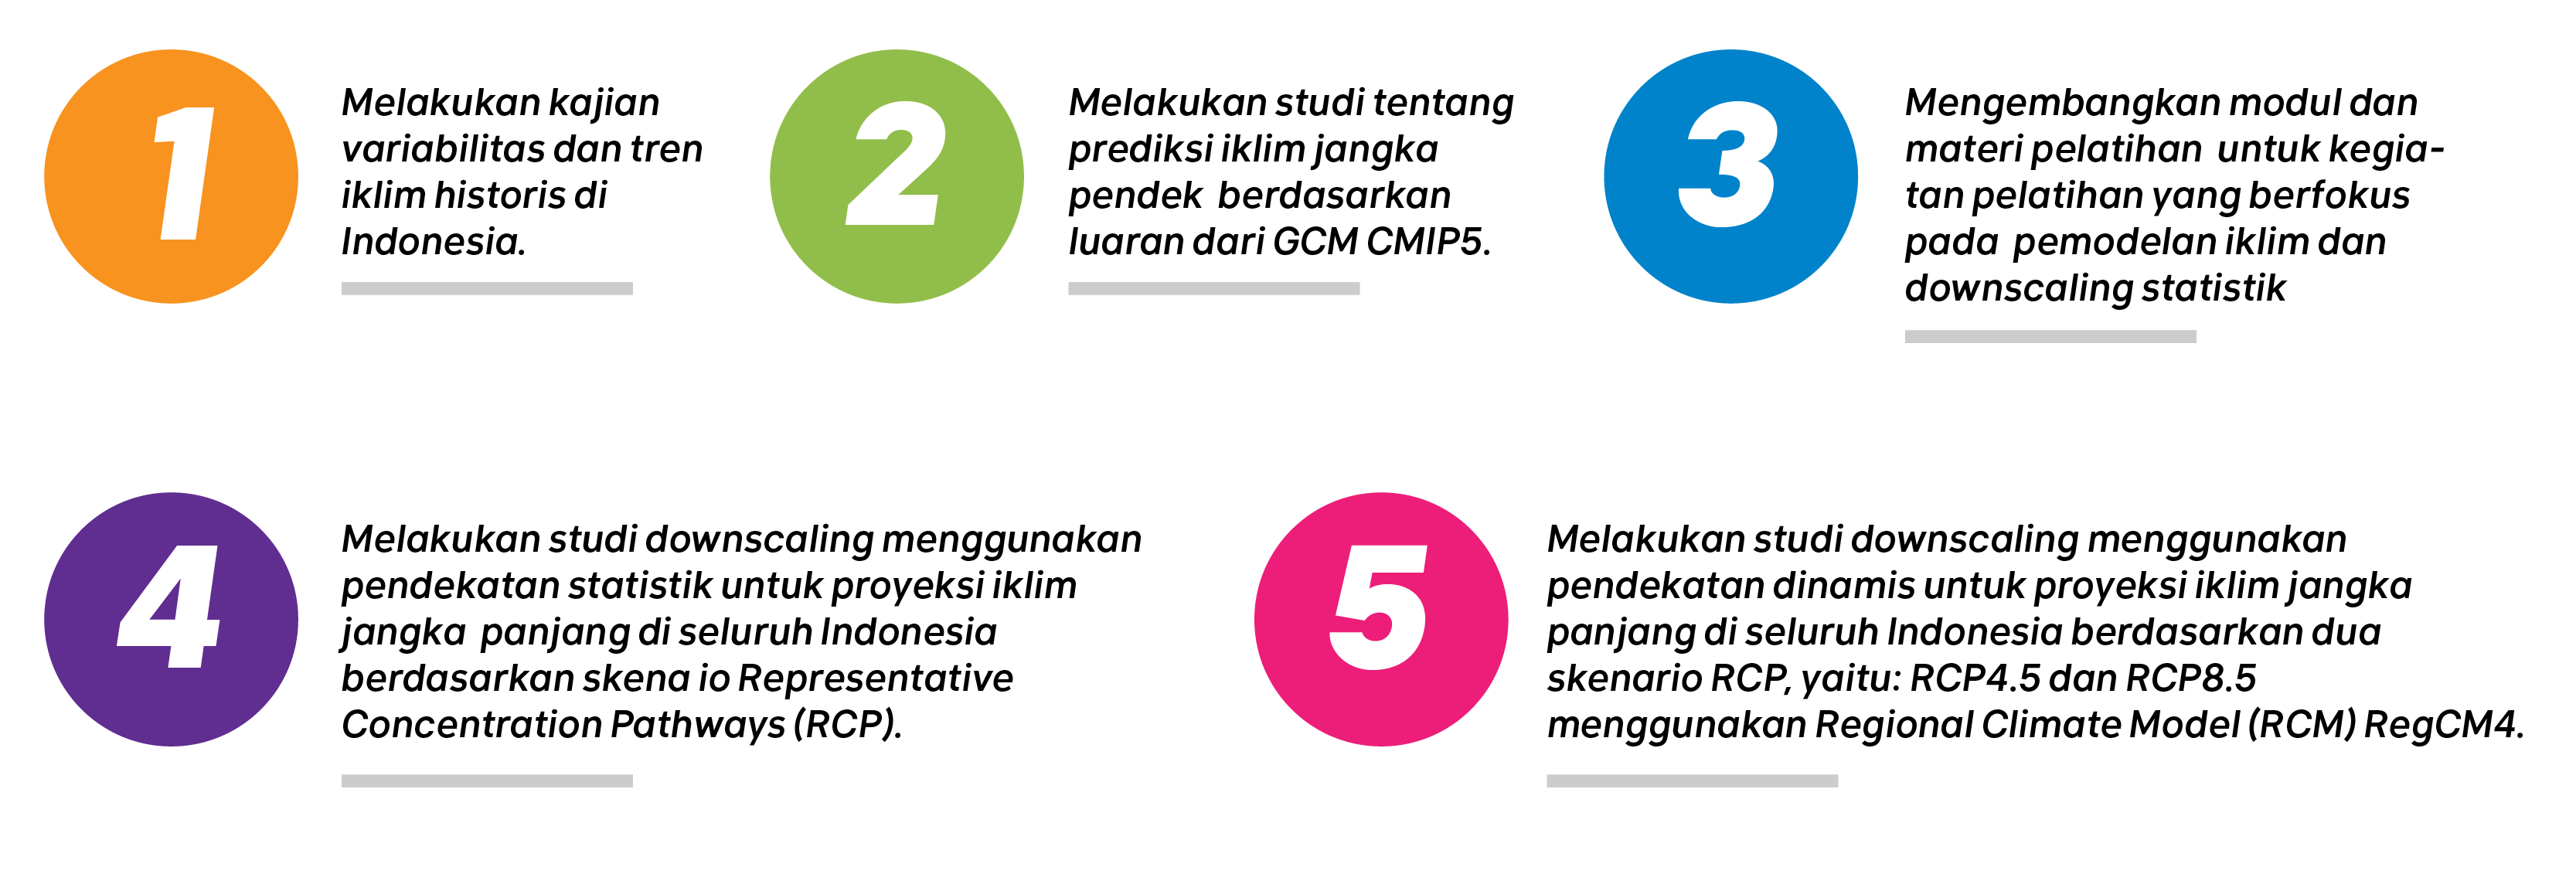 1
Melakukan kajian
variabilitas dan tren
iklim historis di
Indonesia.
2
Melakukan studi tentang
prediksi iklim jangka
pendek berdasarkan
luaran dari GCM CMIP5.
3
Mengembangkan modul dan
materi pelatihan untuk kegia-
tan pelatihan yang berfokus
pada pemodelan iklim dan
downscaling statistik
4
Melakukan studi downscaling menggunakan
pendekatan statistik untuk proyeksi iklim
jangka panjang di seluruh Indonesia
berdasarkan skena io Representative
Concentration Pathways (RCP).
5
Melakukan studi downscaling menggunakan
pendekatan dinamis untuk proyeksi iklim jangka
panjang di seluruh Indonesia berdasarkan dua
skenario RCP, yaitu: RCP4.5 dan RCP8.5
menggunakan Regional Climate Model (RCM) RegCM4.